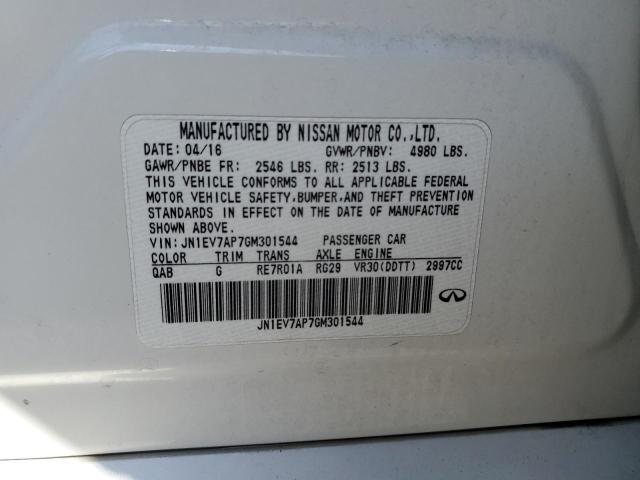 MANUFACTURED BY NISSAN MOTOR CO.,LTD.
DATE: 04/16 GVWR/PNBV: 4980 LBS.
GAWR/PNBE FR: 2546 LBS. RR: 2513 LBS.
THIS VEHICLE CONFORMS TO ALL APPLICABLE FEDERAL
MOTOR VEHICLE SAFETY,BUMPER,AND THEFT PREVENTION
STANDARDS IN EFFECT ON THE DATE OF MANUFACTURE
SHOWN ABOVE.
VIN: JN1EV7AP7GM301544 PASSENGER CAR
COLOR TRIM TRANS AXLE ENGINE
QAB G RE7R01A RG29 VR30(DDTT) 2997CC
JN1EV7AP7GM301544